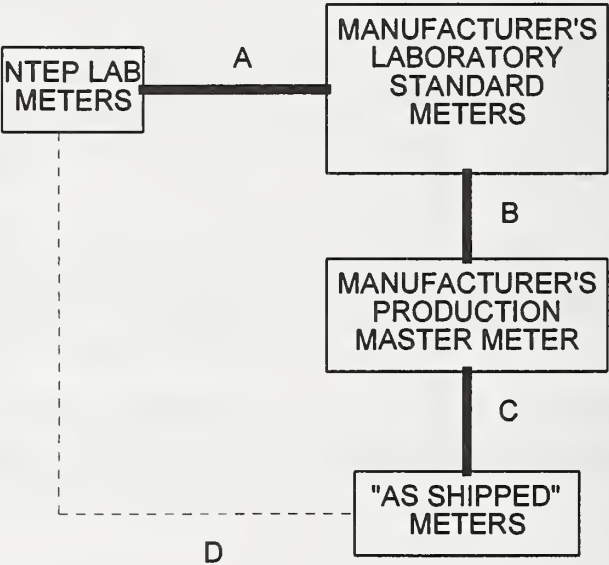 NTEP LAB
METERS
A
MANUFACTURER'S
LABORATORY
STANDARD
METERS
B
MANUFACTURER'S
PRODUCTION
MASTER METER
C
"AS SHIPPED"
METERS
D